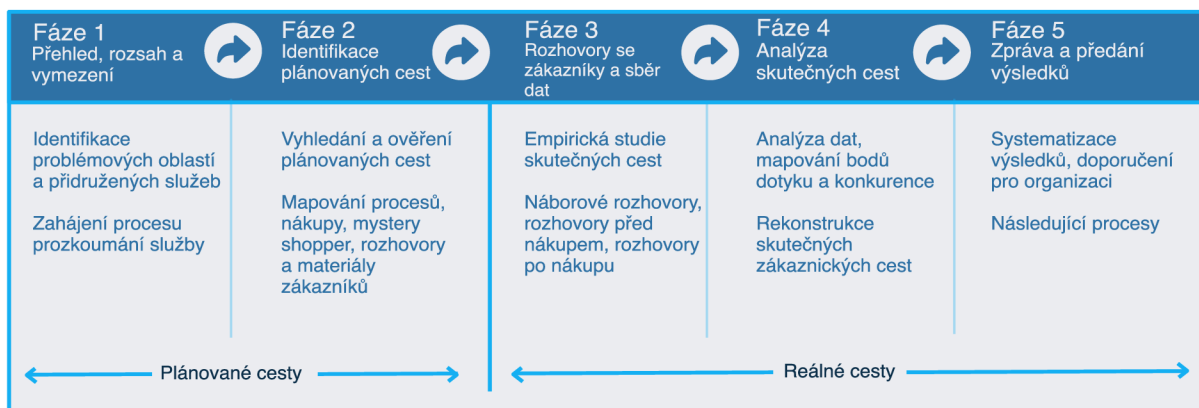 Fáze 1
Přehled, rozsah a
vymezení
Fáze 2
Identifikace
plánovaných cest
Fáze 3
Rozhovory se
zákazníky a sběr
dat
Fáze 4
Analýza
skutečných cest
Fáze 5
Zpráva a předání
výsledků
Identifikace
problémových oblastí
a přidružených služeb
Zahájení procesu
prozkoumání služby
Vyhledání a ověření
plánovaných cest
Mapování procesů,
nákupy, mystery
shopper, rozhovory
a materiály
zákazníků
Empirická studie
skutečných cest
Náborové rozhovory,
rozhovory před
nákupem, rozhovory
po nákupu
Analýza dat,
mapování bodů
dotyku a konkurence
Rekonstrukce
skutečných
zákaznických cest
Systematizace
výsledků, doporučení
pro organizaci
Následující procesy
Plánované cesty
Reálné cesty